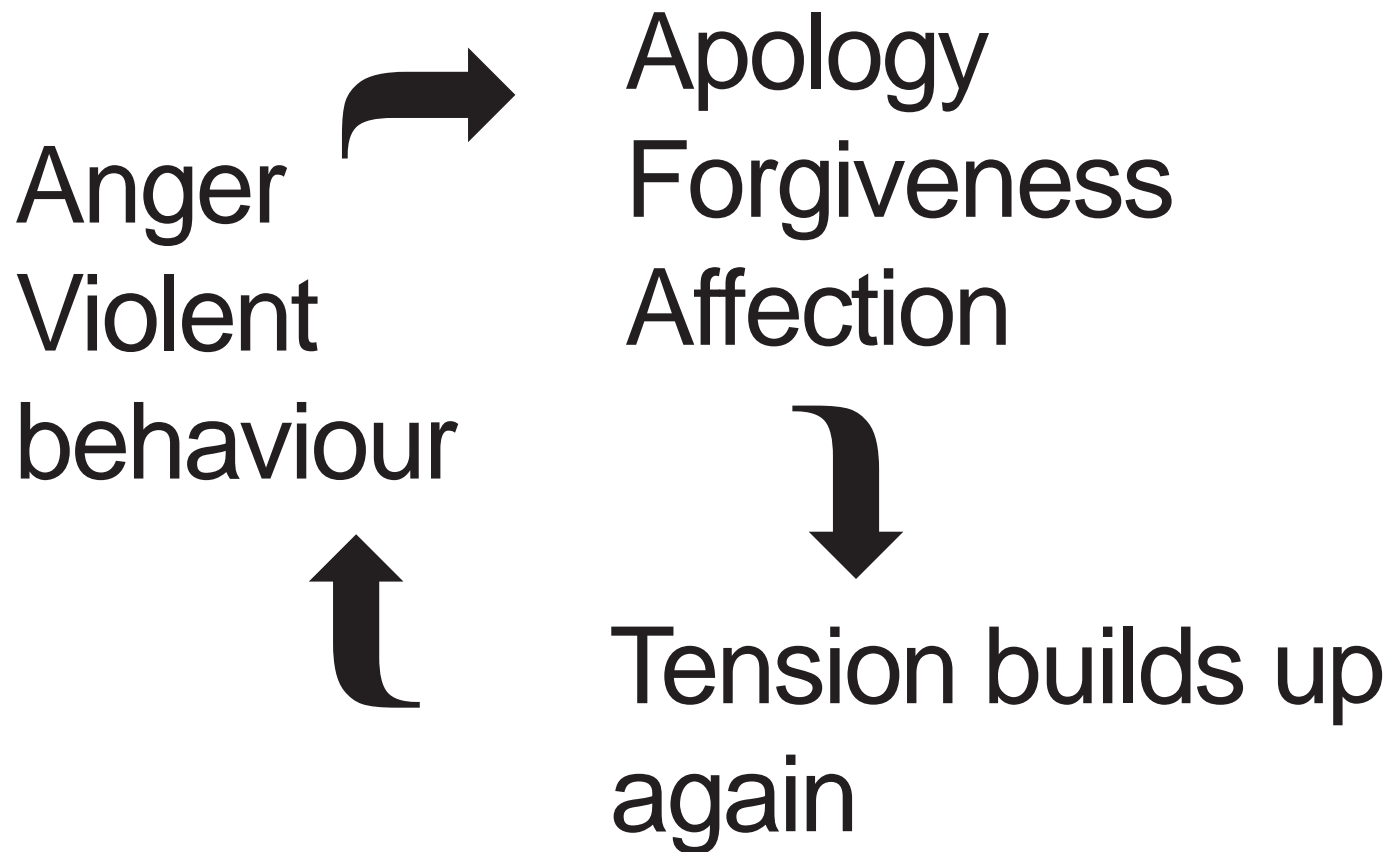 Anger
Violent
behaviour
Apology
Forgiveness
Affection
Tension builds up
again